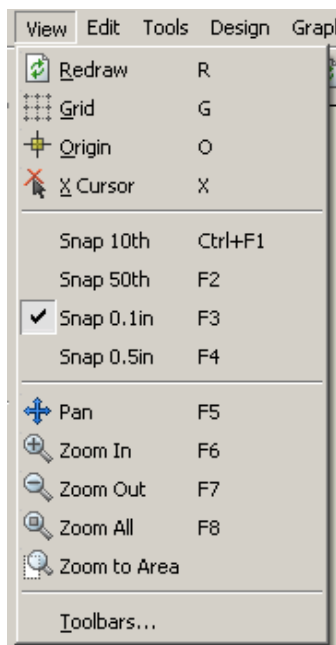 View Edit Tools Design Grap
Redraw R
Grid G
Origin O
X Cursor X
Snap 10th Ctrl+F1
Snap 50th F2
Snap 0.1in F3
Snap 0.5in F4
Pan F5
Zoom In F6
Zoom Out F7
Zoom All F8
Zoom to Area
Toolbars...